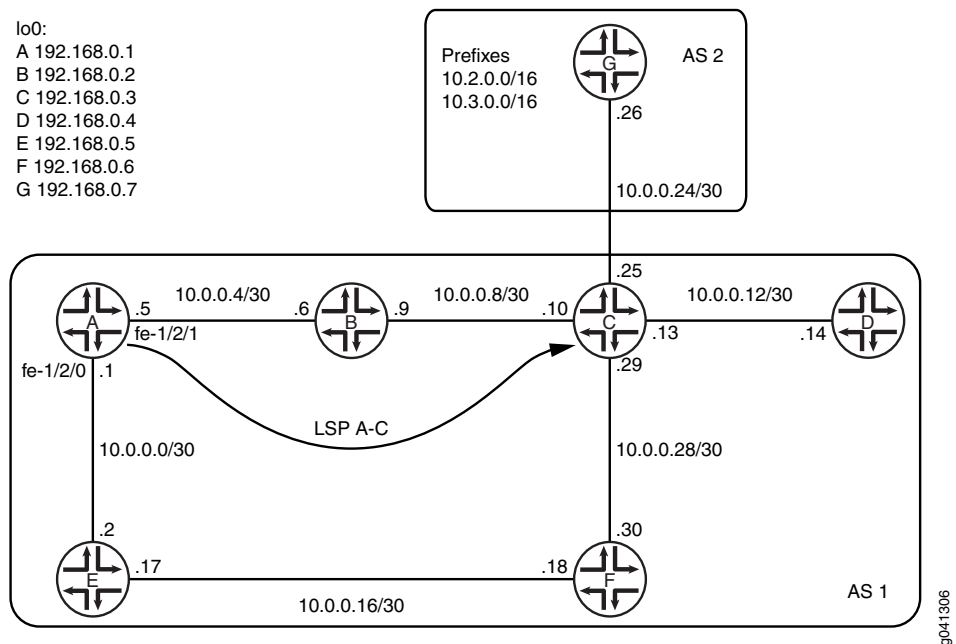 lo0:
A 192.168.0.1
B 192.168.0.2
C 192.168.0.3
D 192.168.0.4
E 192.168.0.5
F 192.168.0.6
G 192.168.0.7
Prefixes
10.2.0.0/16
10.3.0.0/16
G
AS 2
.26
10.0.0.24/30
.25
10.0.0.4/30
10.0.0.8/30
10.0.0.12/30
.5
.6
.9
.10
A
B
C
D
fe-1/2/1
.13
.14
fe-1/2/0
.1
.29
LSP A-C
10.0.0.0/30
10.0.0.28/30
.2
.30
.17
.18
E
F
10.0.0.16/30
AS 1
g041306